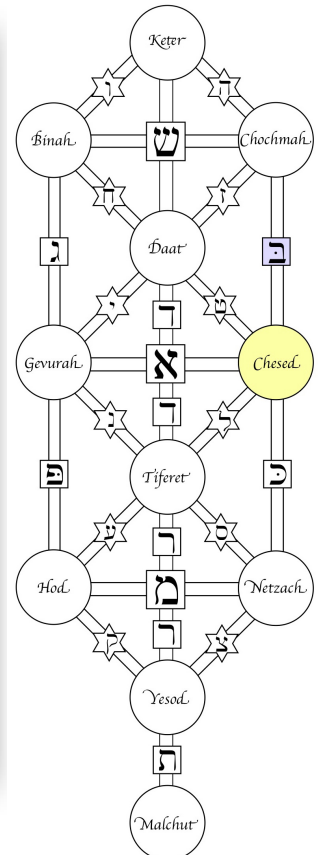 Keter
ו
ה
Binah
ש
Chochmah
ח
ז
Daat
ג
בּ
ד
י
ט
Gevurah
א
Chesed
ד
נ
ל
פּ
Tiferet
כּ
ר
ע
ס
Hod
מ
Netzach
ר
ק
צ
Yesod
ת
Malchut